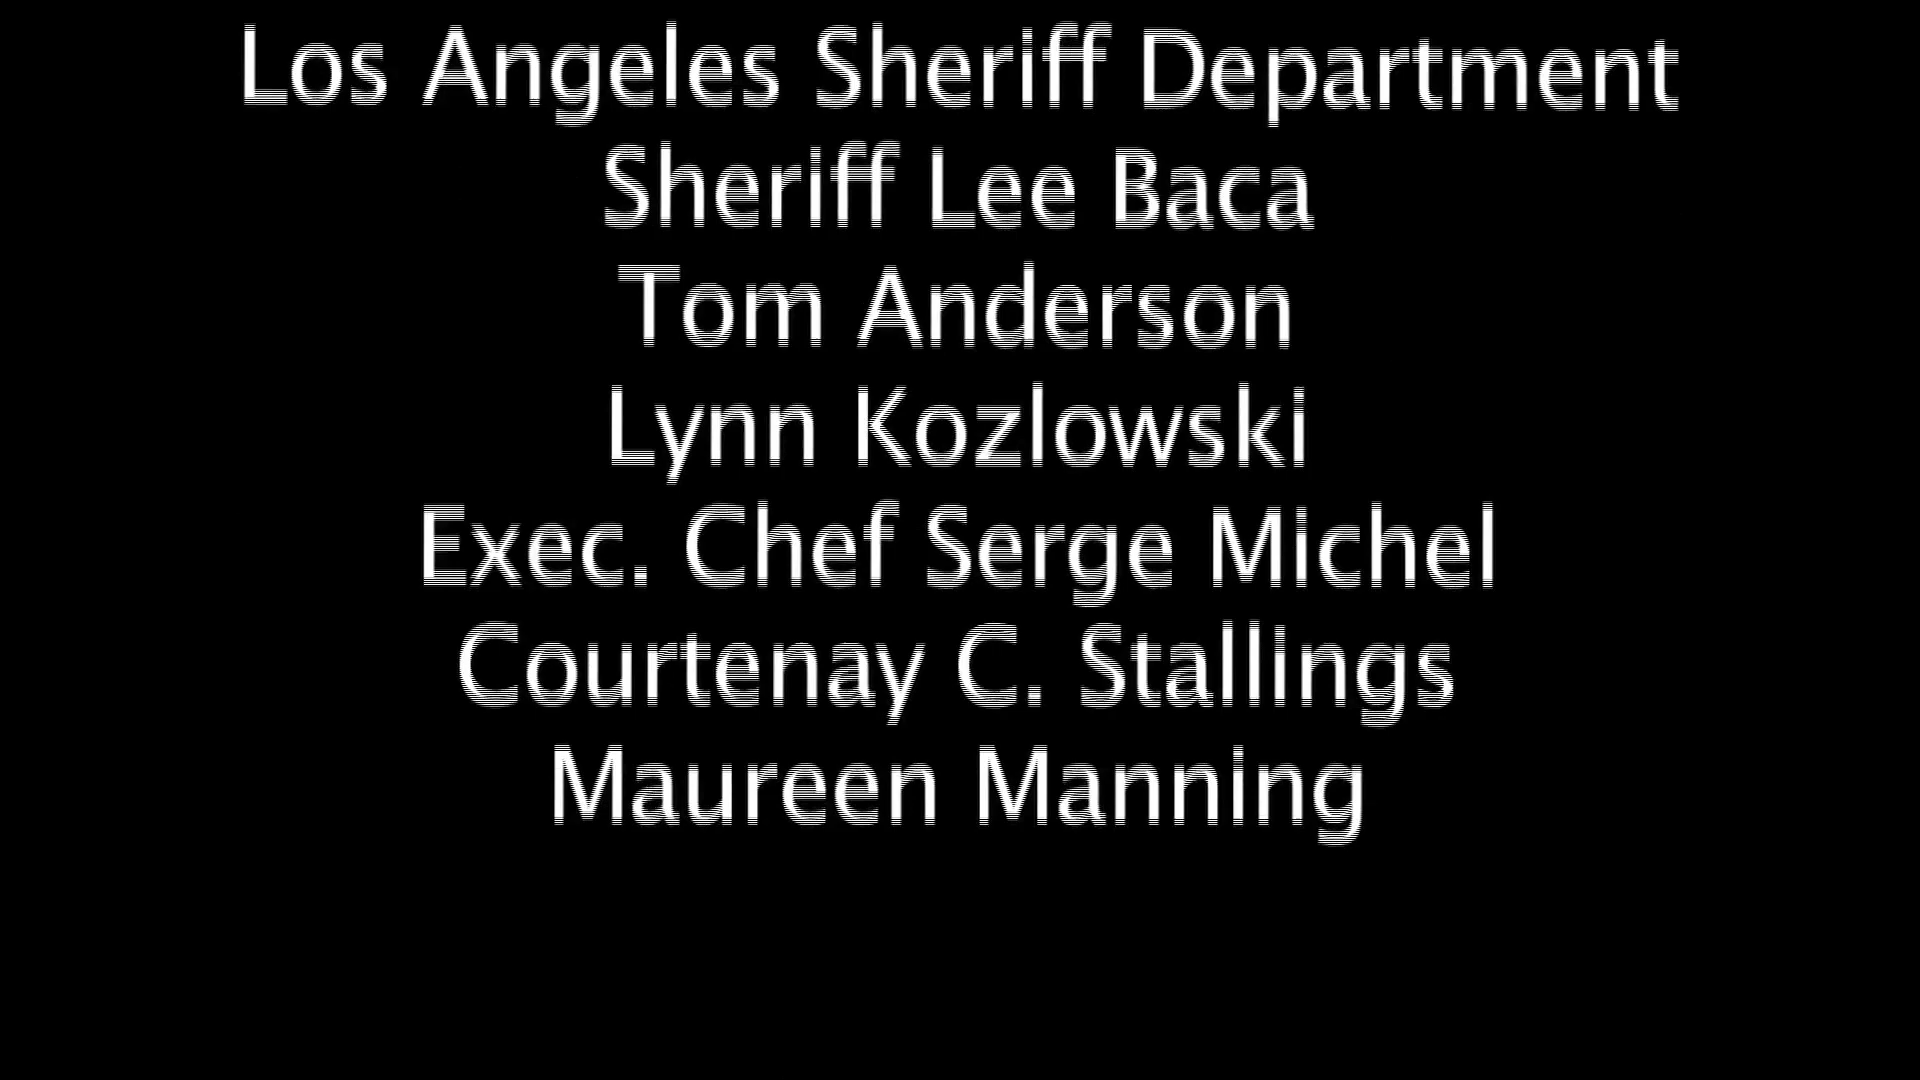 Los Angeles Sheriff Department
Sheriff Lee Baca
Tom Anderson
Lynn Kozlowski
Exec. Chef Serge Michel
Courtenay C. Stallings
Maureen Manning